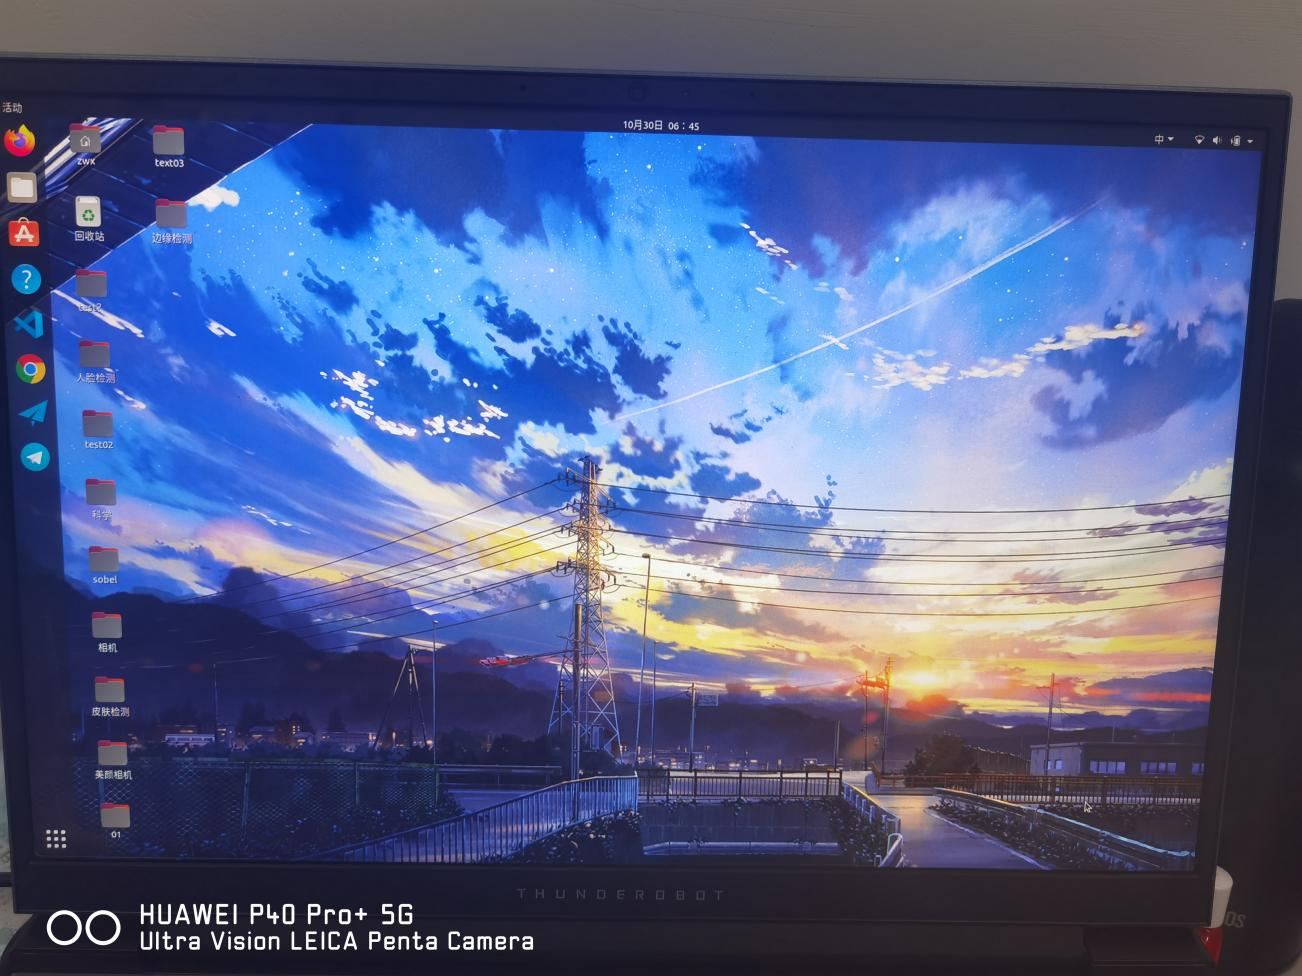 活动
10月30日 06：45
中
zwx
text03
回收站
边缘检测
人脸检测
test02
科学
sobel
相机
皮肤检测
美颜相机
01
THUNDEROBOT
HUAWEI P40 Pro+ 5G
Ultra Vision LEICA Penta Camera